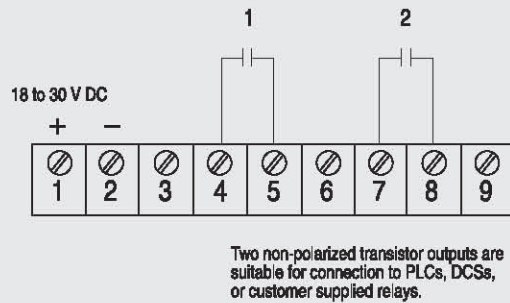 1 2
18 to 30 V DC
+ –
1 2 3 4 5 6 7 8 9
Two non-polarized transistor outputs are
suitable for connection to PLCs, DCSs,
or customer supplied relays.